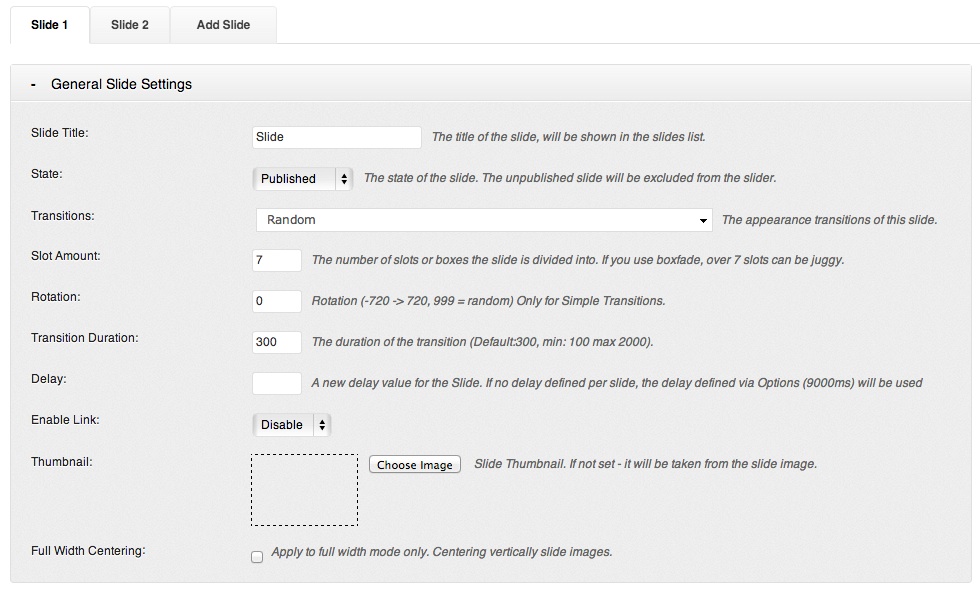 Slide 1 Slide 2 Add Slide
- General Slide Settings
Slide Title: Slide The title of the slide, will be shown in the slides list.
State: Published The state of the slide. The unpublished slide will be excluded from the slider.
Transitions: Random The appearance transitions of this slide.
Slot Amount: 7 The number of slots or boxes the slide is divided into. If you use boxfade, over 7 slots can be juggy.
Rotation: 0 Rotation (-720 -> 720, 999 = random) Only for Simple Transitions.
Transition Duration: 300 The duration of the transition (Default:300, min: 100 max 2000).
Delay: A new delay value for the Slide. If no delay defined per slide, the delay defined via Options (9000ms) will be used
Enable Link: Disable
Thumbnail: Choose Image Slide Thumbnail. If not set - it will be taken from the slide image.
Full Width Centering: Apply to full width mode only. Centering vertically slide images.